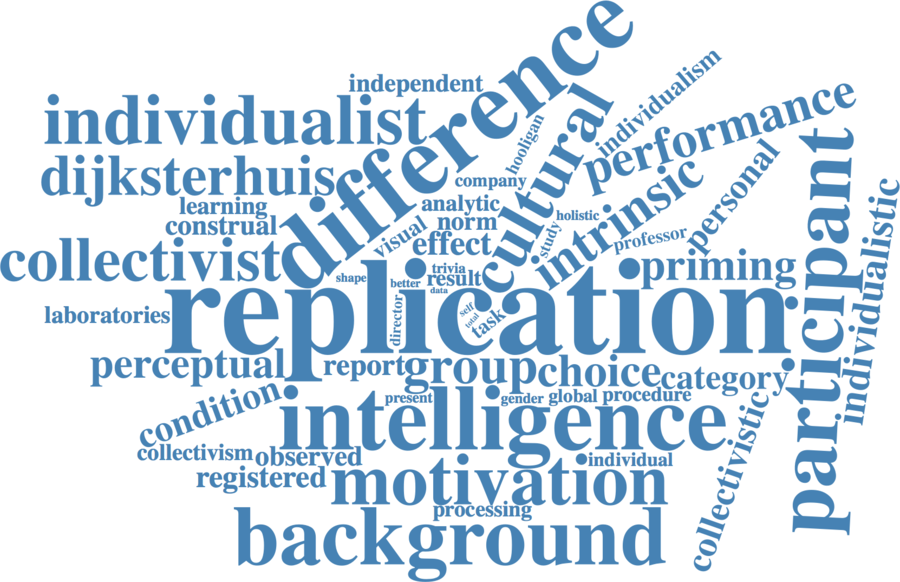 difference
independent
individualism
individualist
hooligan
cultural
performance
dijksterhuis
company
participant
learning
analytic
personal
construal
norm
intrinsic
individualistic
visual
effect
study
holistic
professor
collectivist
trivia
priming
shape
better
result
data
replication
laboratories
director
self
total
task
perceptual
report
group
choice
category
condition
present
gender
global
procedure
intelligence
collectivistic
collectivism
observed
individual
registered
motivation
processing
background